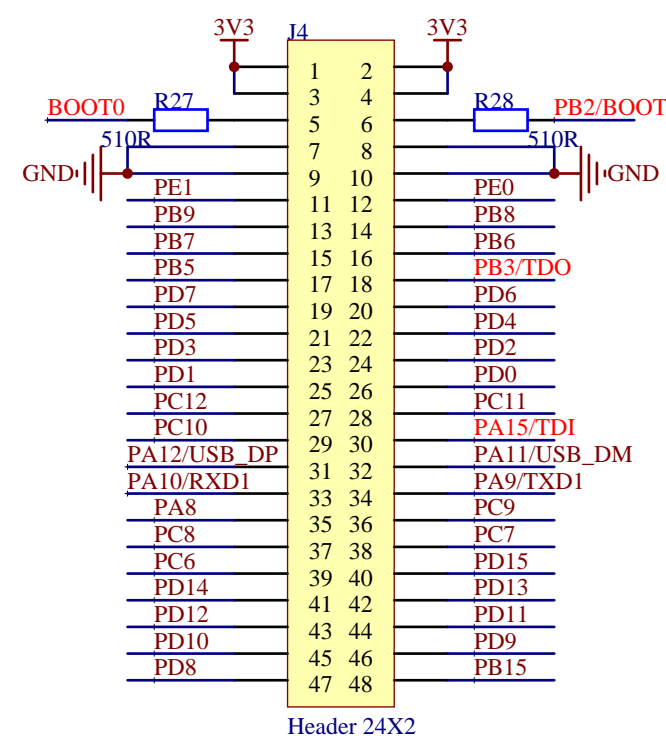 3V3 J4 3V3
1 2
3 4
BOOT0 R27 5 6 R28 PB2/BOOT
510R 7 8 510R
GND 9 10 GND
PE1 11 12 PE0
PB9 13 14 PB8
PB7 15 16 PB6
PB5 17 18 PB3/TDO
PD7 19 20 PD6
PD5 21 22 PD4
PD3 23 24 PD2
PD1 25 26 PD0
PC12 27 28 PC11
PC10 29 30 PA15/TDI
PA12/USB_DP 31 32 PA11/USB_DM
PA10/RXD1 33 34 PA9/TXD1
PA8 35 36 PC9
PC8 37 38 PC7
PC6 39 40 PD15
PD14 41 42 PD13
PD12 43 44 PD11
PD10 45 46 PD9
PD8 47 48 PB15
Header 24X2